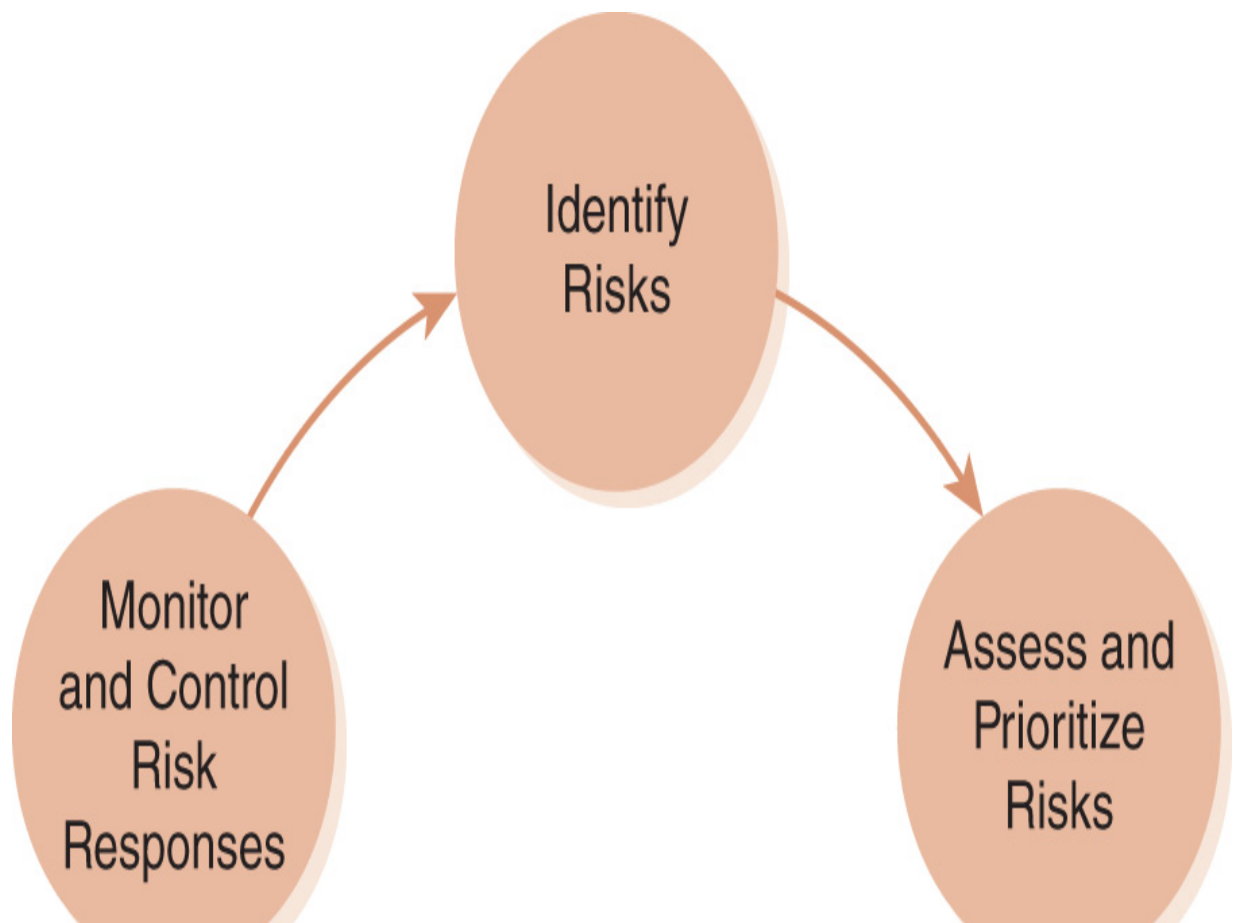 Identify
Risks
Monitor
and Control
Risk
Responses
Assess and
Prioritize
Risks